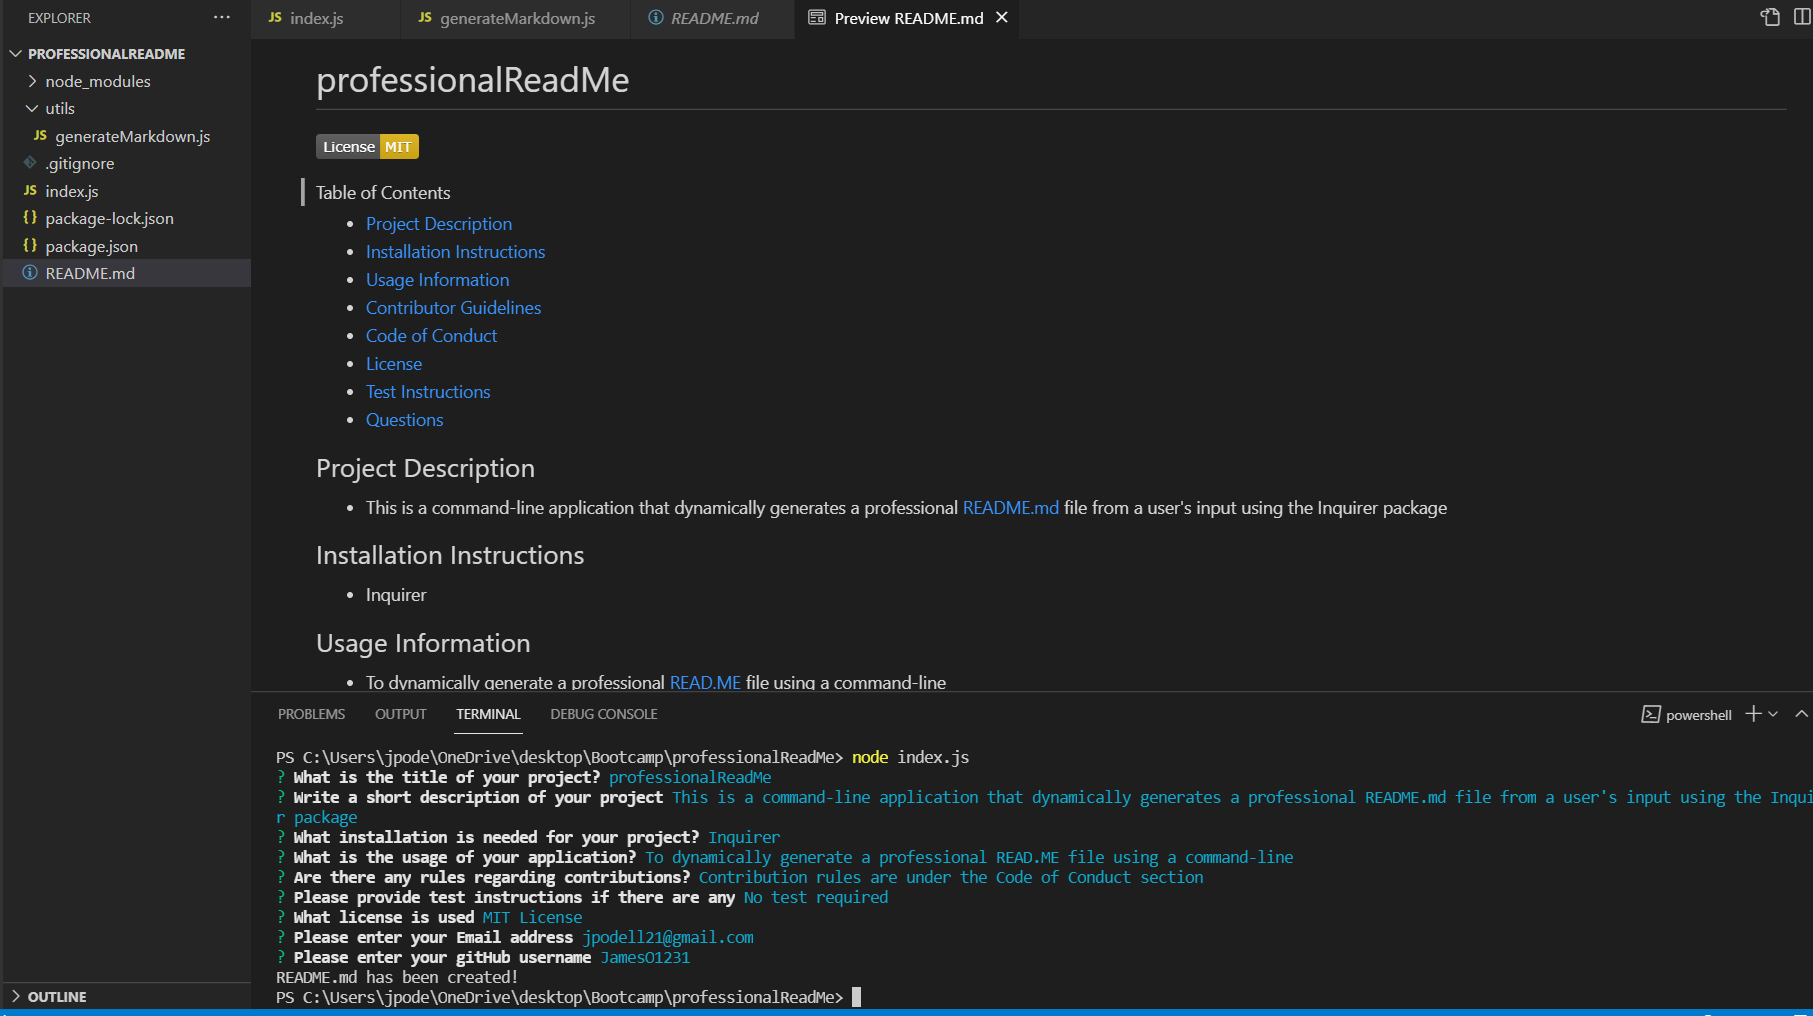 EXPLORER
PROFESSIONALREADME
node_modules
utils
JS generateMarkdown.js
.gitignore
JS index.js
{} package-lock.json
{} package.json
README.md
OUTLINE
JS index.js
JS generateMarkdown.js
README.md
Preview README.md
professionalReadMe
License MIT
Table of Contents
Project Description
Installation Instructions
Usage Information
Contributor Guidelines
Code of Conduct
License
Test Instructions
Questions
Project Description
This is a command-line application that dynamically generates a professional README.md file from a user's input using the Inquirer package
Installation Instructions
Inquirer
Usage Information
To dynamically generate a professional READ.ME file using a command-line
PROBLEMS OUTPUT TERMINAL DEBUG CONSOLE
powershell
PS C:\Users\jpode\OneDrive\desktop\Bootcamp\professionalReadMe> node index.js
? What is the title of your project? professionalReadMe
? Write a short description of your project This is a command-line application that dynamically generates a professional README.md file from a user's input using the Inqui
r package
? What installation is needed for your project? Inquirer
? What is the usage of your application? To dynamically generate a professional READ.ME file using a command-line
? Are there any rules regarding contributions? Contribution rules are under the Code of Conduct section
? Please provide test instructions if there are any No test required
? What license is used MIT License
? Please enter your Email address jpodell21@gmail.com
? Please enter your gitHub username JamesO1231
README.md has been created!
PS C:\Users\jpode\OneDrive\desktop\Bootcamp\professionalReadMe>